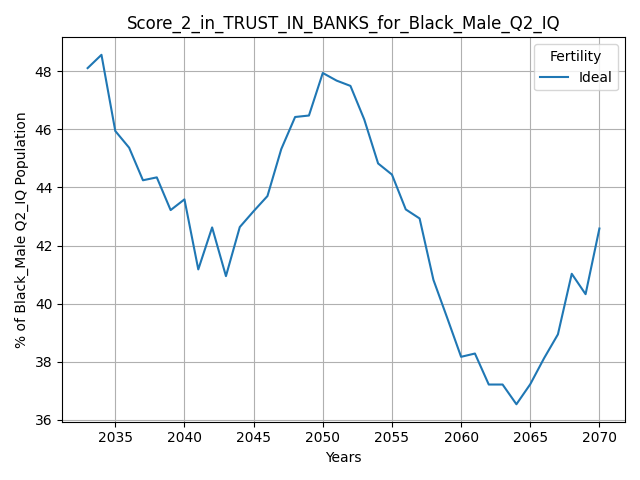 Score_2_in_TRUST_IN_BANKS_for_Black_Male_Q2_IQ
Fertility
Ideal
% of Black_Male Q2_IQ Population
48
46
44
42
40
38
36
2035 2040 2045 2050 2055 2060 2065 2070
Years